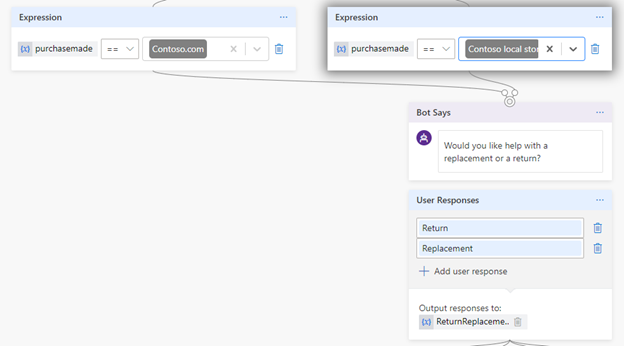 Expression
{x} purchasemade == Contoso.com
Expression
{x} purchasemade == Contoso local
Bot Says
Would you like help with a
replacement or a return?
User Responses
Return
Replacement
Add user response
Output responses to:
{x} ReturnReplaceme..